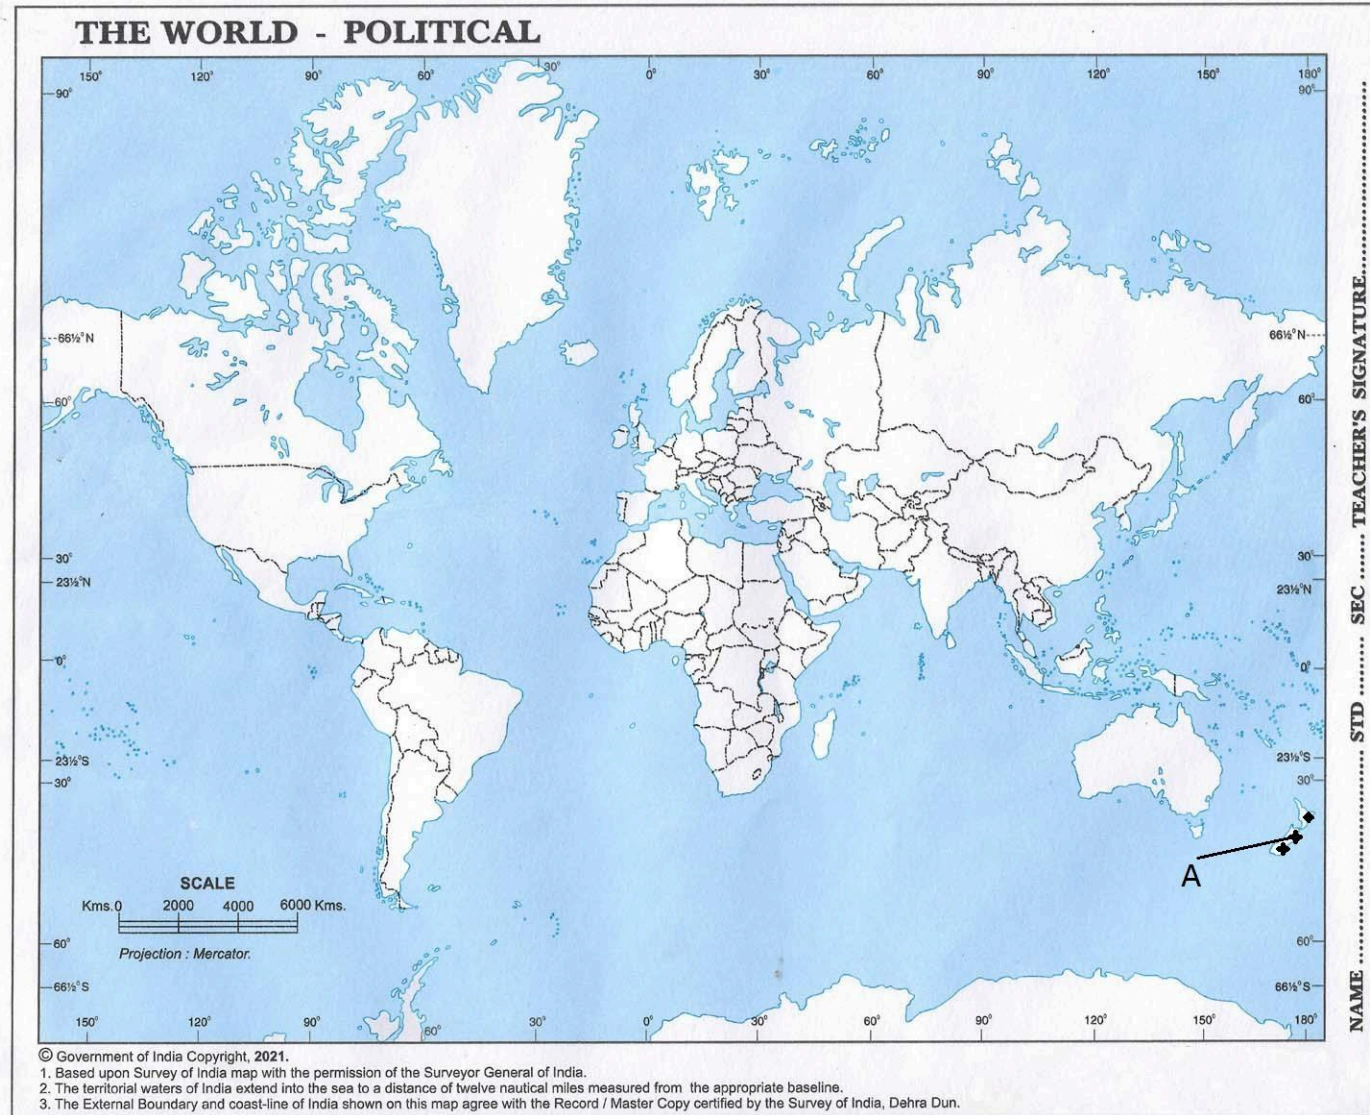 THE WORLD - POLITICAL
150° 120° 90° 60° 30° 0° 30° 60° 90° 120° 150° 180°
90° 90°
66½°N 66½°N
60° 60°
30° 30°
23½°N 23½°N
0° 0°
23½°S 23½°S
30° 30°
A
SCALE
Kms. 0 2000 4000 6000 Kms.
Projection : Mercator.
60° 60°
66½°S 66½°S
150° 120° 90° 60° 30° 0° 30° 60° 90° 120° 150° 180°
© Government of India Copyright, 2021.
1. Based upon Survey of India map with the permission of the Surveyor General of India.
2. The territorial waters of India extend into the sea to a distance of twelve nautical miles measured from the appropriate baseline.
3. The External Boundary and coast-line of India shown on this map agree with the Record / Master Copy certified by the Survey of India, Dehra Dun.
NAME .................... STD .......... SEC ...... TEACHER'S SIGNATURE....................